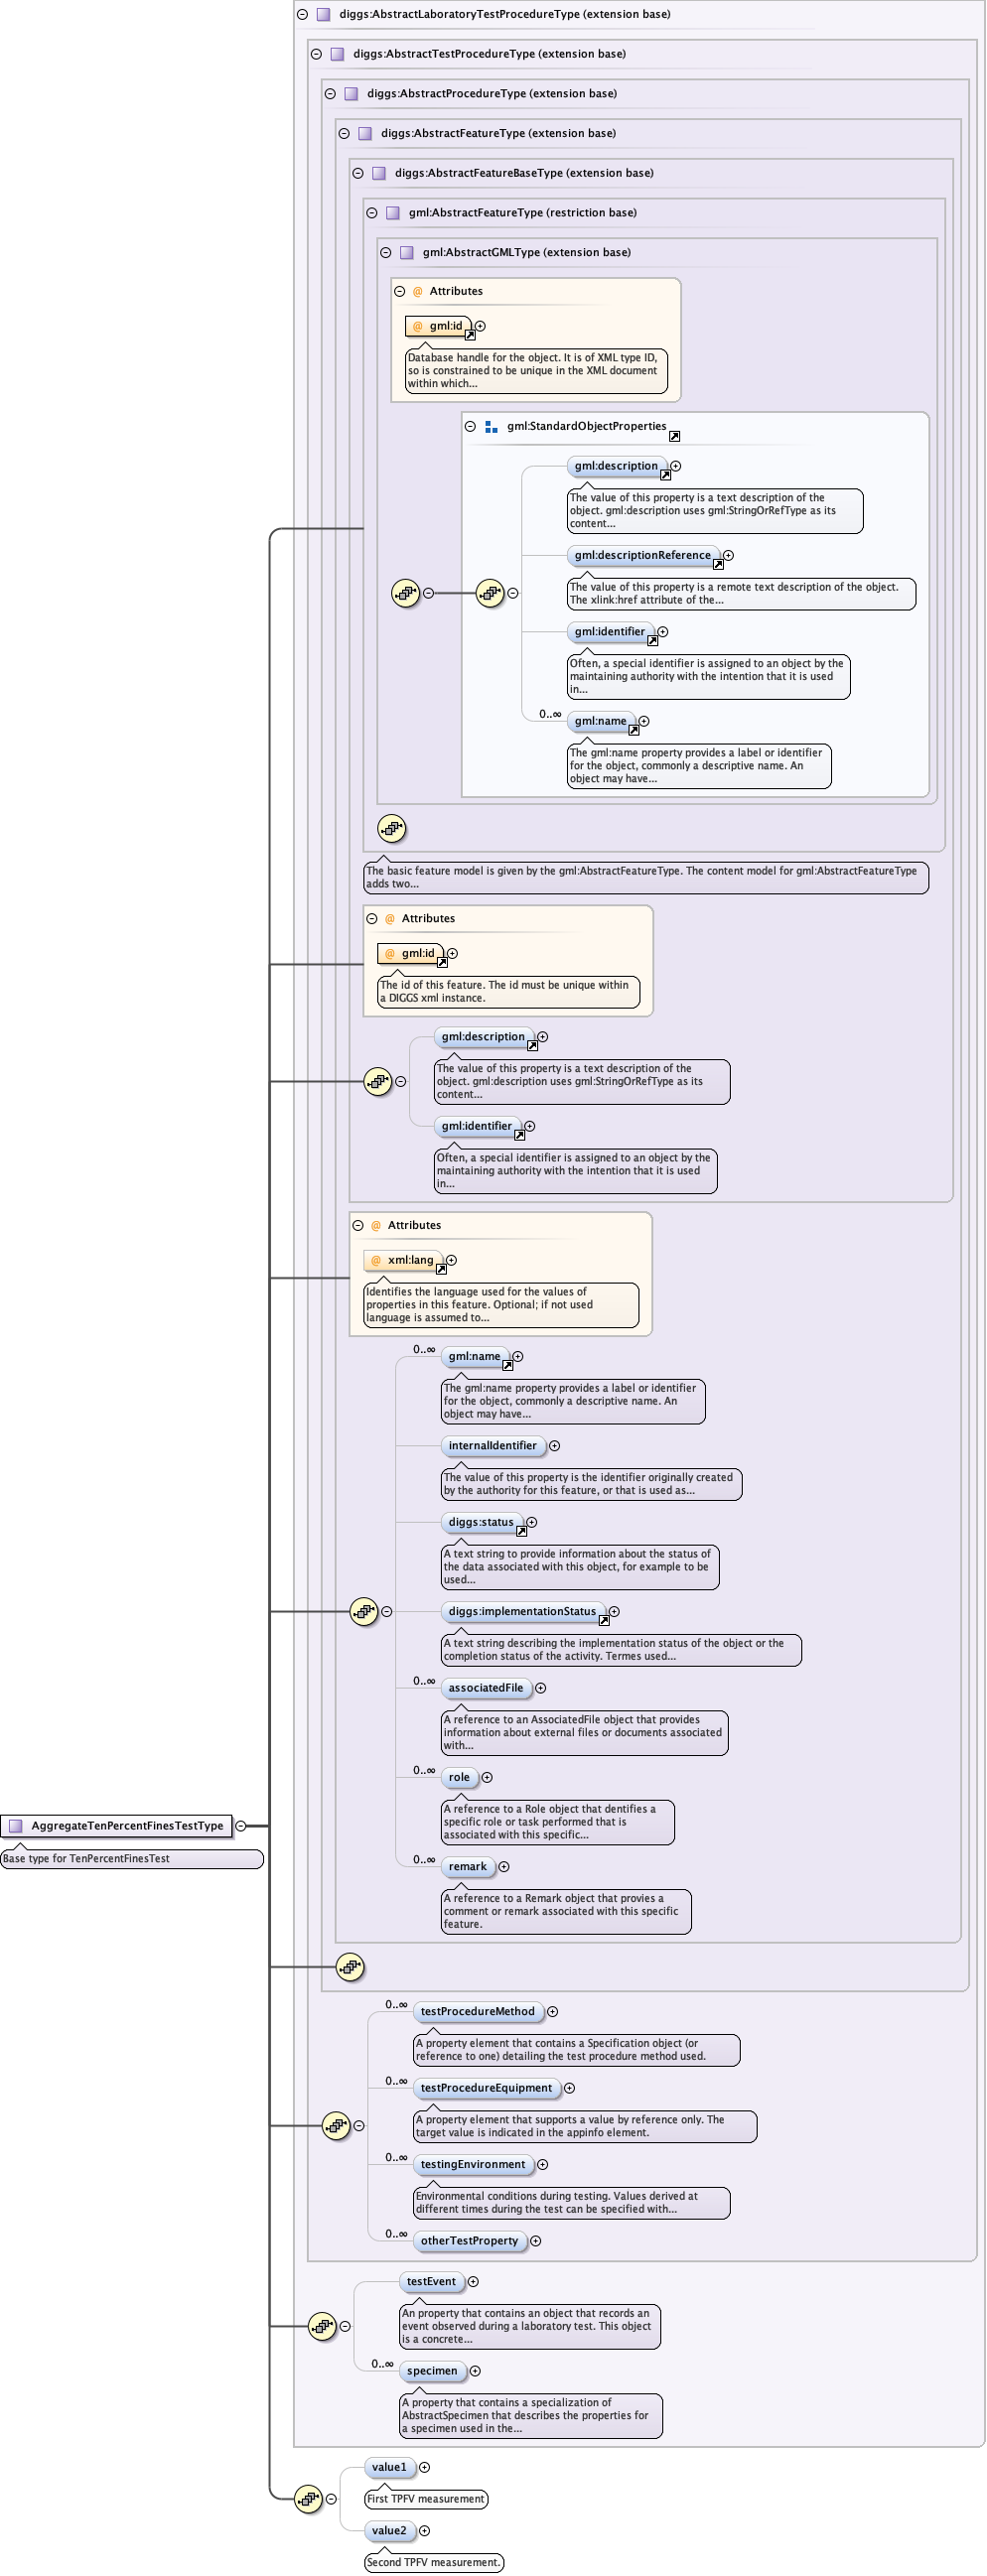 diggs:AbstractLaboratoryTestProcedureType (extension base)
diggs:AbstractTestProcedureType (extension base)
diggs:AbstractProcedureType (extension base)
diggs:AbstractFeatureType (extension base)
diggs:AbstractFeatureBaseType (extension base)
gml:AbstractFeatureType (restriction base)
gml:AbstractGMLType (extension base)
@ Attributes
@ gml:id
Database handle for the object. It is of XML type ID,
so is constrained to be unique in the XML document
within which...
gml:StandardObjectProperties
gml:description
The value of this property is a text description of the
object. gml:description uses gml:StringOrRefType as its
content...
gml:descriptionReference
The value of this property is a remote text description of the object.
The xlink:href attribute of the...
gml:identifier
Often, a special identifier is assigned to an object by the
maintaining authority with the intention that it is used
in...
0..∞
gml:name
The gml:name property provides a label or identifier
for the object, commonly a descriptive name. An
object may have...
The basic feature model is given by the gml:AbstractFeatureType. The content model for gml:AbstractFeatureType
adds two...
@ Attributes
@ gml:id
The id of this feature. The id must be unique within
a DIGGS xml instance.
gml:description
The value of this property is a text description of the
object. gml:description uses gml:StringOrRefType as its
content...
gml:identifier
Often, a special identifier is assigned to an object by the
maintaining authority with the intention that it is used
in...
@ Attributes
@ xml:lang
Identifies the language used for the values of
properties in this feature. Optional; if not used
language is assumed to...
0..∞
gml:name
The gml:name property provides a label or identifier
for the object, commonly a descriptive name. An
object may have...
internalIdentifier
The value of this property is the identifier originally created
by the authority for this feature, or that is used as...
diggs:status
A text string to provide information about the status of
the data associated with this object, for example to be
used...
diggs:implementationStatus
A text string describing the implementation status of the object or the
completion status of the activity. Termes used...
0..∞
associatedFile
A reference to an AssociatedFile object that provides
information about external files or documents associated
with...
0..∞
role
A reference to a Role object that dentifies a
specific role or task performed that is
associated with this specific...
AggregateTenPercentFinesTestType
Base type for TenPercentFinesTest
0..∞
remark
A reference to a Remark object that provies a
comment or remark associated with this specific
feature.
0..∞
testProcedureMethod
A property element that contains a Specification object (or
reference to one) detailing the test procedure method used.
0..∞
testProcedureEquipment
A property element that supports a value by reference only. The
target value is indicated in the appinfo element.
0..∞
testingEnvironment
Environmental conditions during testing. Values derived at
different times during the test can be specified with...
0..∞
otherTestProperty
testEvent
An property that contains an object that records an
event observed during a laboratory test. This object
is a concrete...
0..∞
specimen
A property that contains a specialization of
AbstractSpecimen that describes the properties for
a specimen used in the...
value1
First TPFV measurement
value2
Second TPFV measurement.